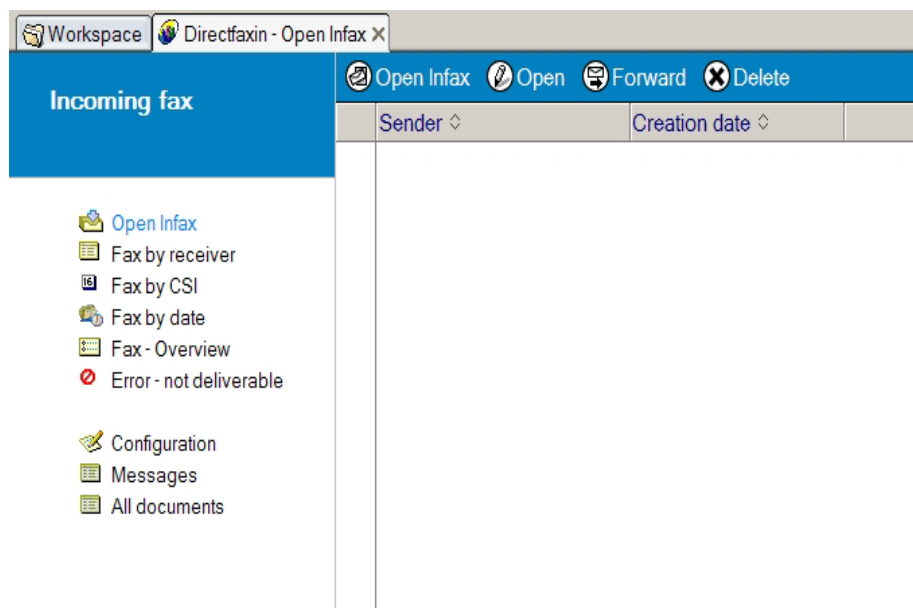 Workspace Directfaxin - Open Infax
Incoming fax
Open Infax Open Forward Delete
Sender Creation date
Open Infax
Fax by receiver
Fax by CSI
Fax by date
Fax - Overview
Error - not deliverable
Configuration
Messages
All documents